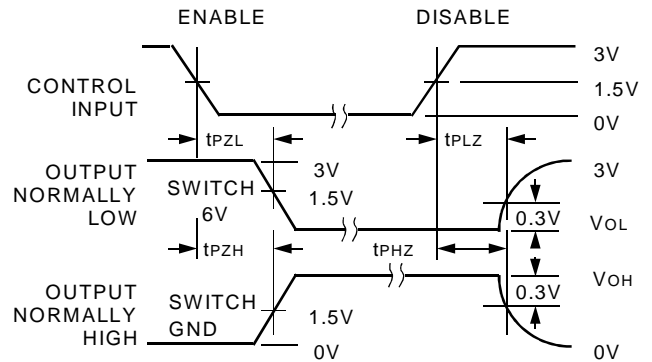 ENABLE DISABLE
3V
CONTROL
INPUT
1.5V
0V
tPZL tPLZ
OUTPUT
NORMALLY
LOW
SWITCH
6V
3V
1.5V
3V
0.3V VOL
tPZH tPHZ
OUTPUT
NORMALLY
HIGH
SWITCH
GND
1.5V
0V
VOH
0.3V
0V